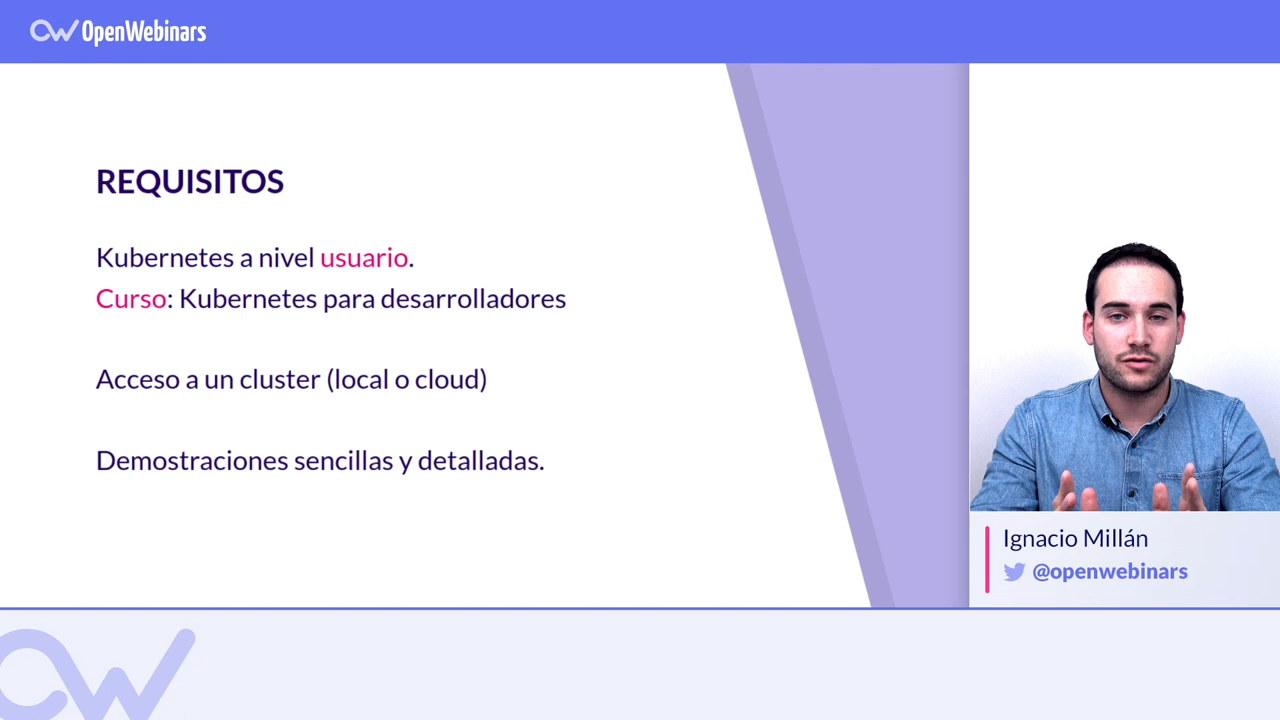 OpenWebinars
REQUISITOS
Kubernetes a nivel usuario.
Curso: Kubernetes para desarrolladores
Acceso a un cluster (local o cloud)
Demostraciones sencillas y detalladas.
Ignacio Millán
@openwebinars